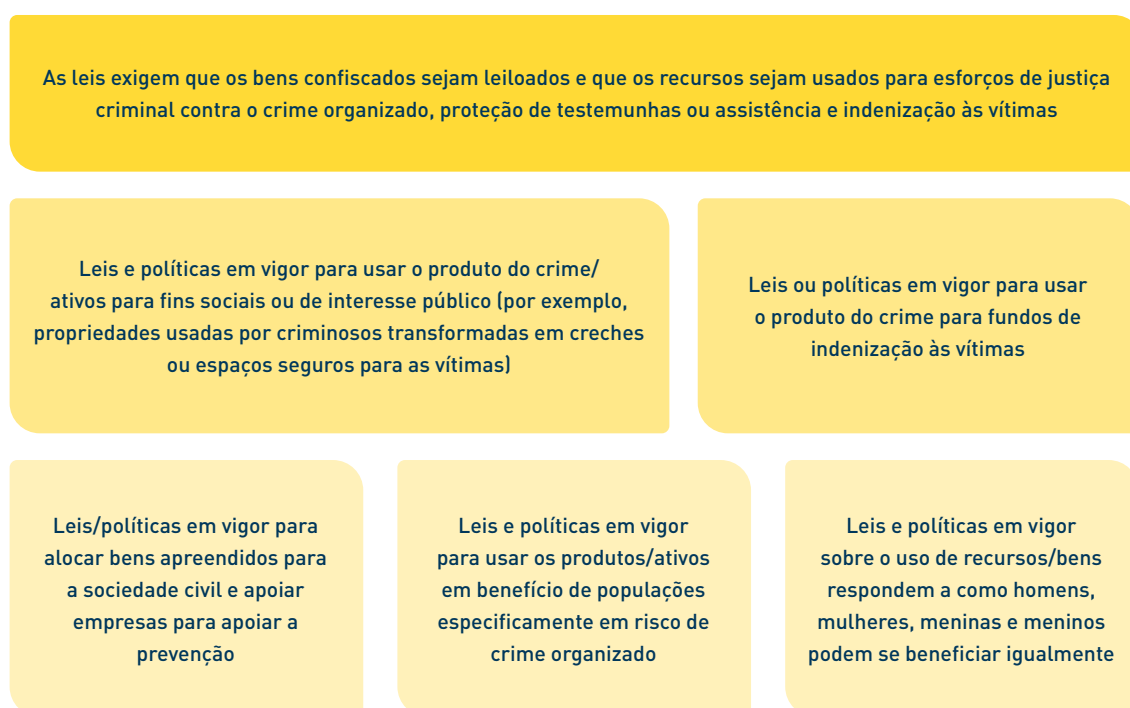 As leis exigem que os bens confiscados sejam leiloados e que os recursos sejam usados para esforços de justiça
criminal contra o crime organizado, proteção de testemunhas ou assistência e indenização às vítimas
Leis e políticas em vigor para usar o produto do crime/
ativos para fins sociais ou de interesse público (por exemplo,
propriedades usadas por criminosos transformadas em creches
ou espaços seguros para as vítimas)
Leis ou políticas em vigor para usar
o produto do crime para fundos de
indenização às vítimas
Leis/políticas em vigor para
alocar bens apreendidos para
a sociedade civil e apoiar
empresas para apoiar a
prevenção
Leis e políticas em vigor
para usar os produtos/ativos
em benefício de populações
especificamente em risco de
crime organizado
Leis e políticas em vigor
sobre o uso de recursos/bens
respondem a como homens,
mulheres, meninas e meninos
podem se beneficiar igualmente